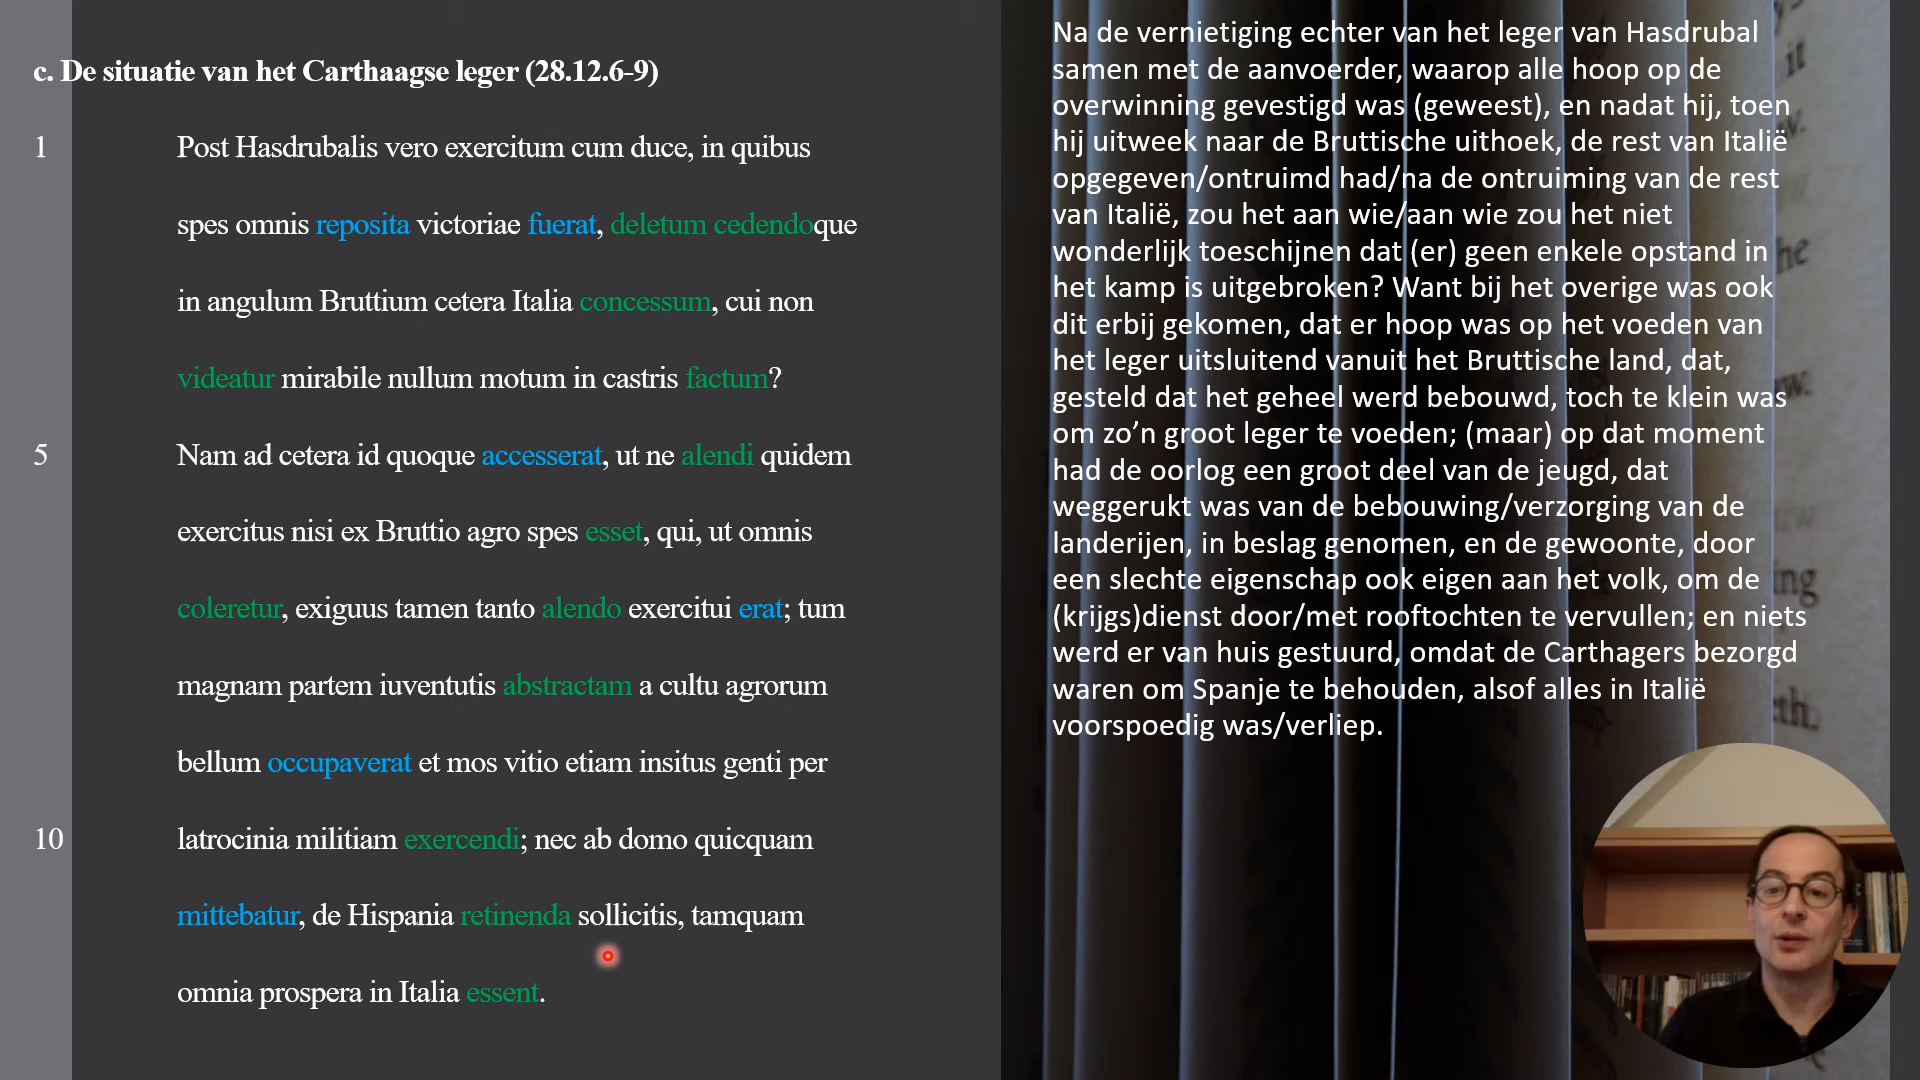 c. De situatie van het Carthaagse leger (28.12.6-9)
1 Post Hasdrubalis vero exercitum cum duce, in quibus
spes omnis reposita victoriae fuerat, deletum cedendoque
in angulum Bruttium cetera Italia concessum, cui non
videatur mirabile nullum motum in castris factum?
5 Nam ad cetera id quoque accesserat, ut ne alendi quidem
exercitus nisi ex Bruttio agro spes esset, qui, ut omnis
coleretur, exiguus tamen tanto alendo exercitui erat; tum
magnam partem iuventutis abstractam a cultu agrorum
bellum occupaverat et mos vitio etiam insitus genti per
10 latrocinia militiam exercendi; nec ab domo quicquam
mittebatur, de Hispania retinenda sollicitis, tamquam
omnia prospera in Italia essent.
Na de vernietiging echter van het leger van Hasdrubal
samen met de aanvoerder, waarop alle hoop op de
overwinning gevestigd was (geweest), en nadat hij, toen
hij uitweek naar de Bruttische uithoek, de rest van Italië
opgegeven/ontruimd had/na de ontruiming van de rest
van Italië, zou het aan wie/aan wie zou het niet
wonderlijk toeschijnen dat (er) geen enkele opstand in
het kamp is uitgebroken? Want bij het overige was ook
dit erbij gekomen, dat er hoop was op het voeden van
het leger uitsluitend vanuit het Bruttische land, dat,
gesteld dat het geheel werd bebouwd, toch te klein was
om zo’n groot leger te voeden; (maar) op dat moment
had de oorlog een groot deel van de jeugd, dat
weggerukt was van de bebouwing/verzorging van de
landerijen, in beslag genomen, en de gewoonte, door
een slechte eigenschap ook eigen aan het volk, om de
(krijgs)dienst door/met rooftochten te vervullen; en niets
werd er van huis gestuurd, omdat de Carthagers bezorgd
waren om Spanje te behouden, alsof alles in Italië
voorspoedig was/verliep.
it